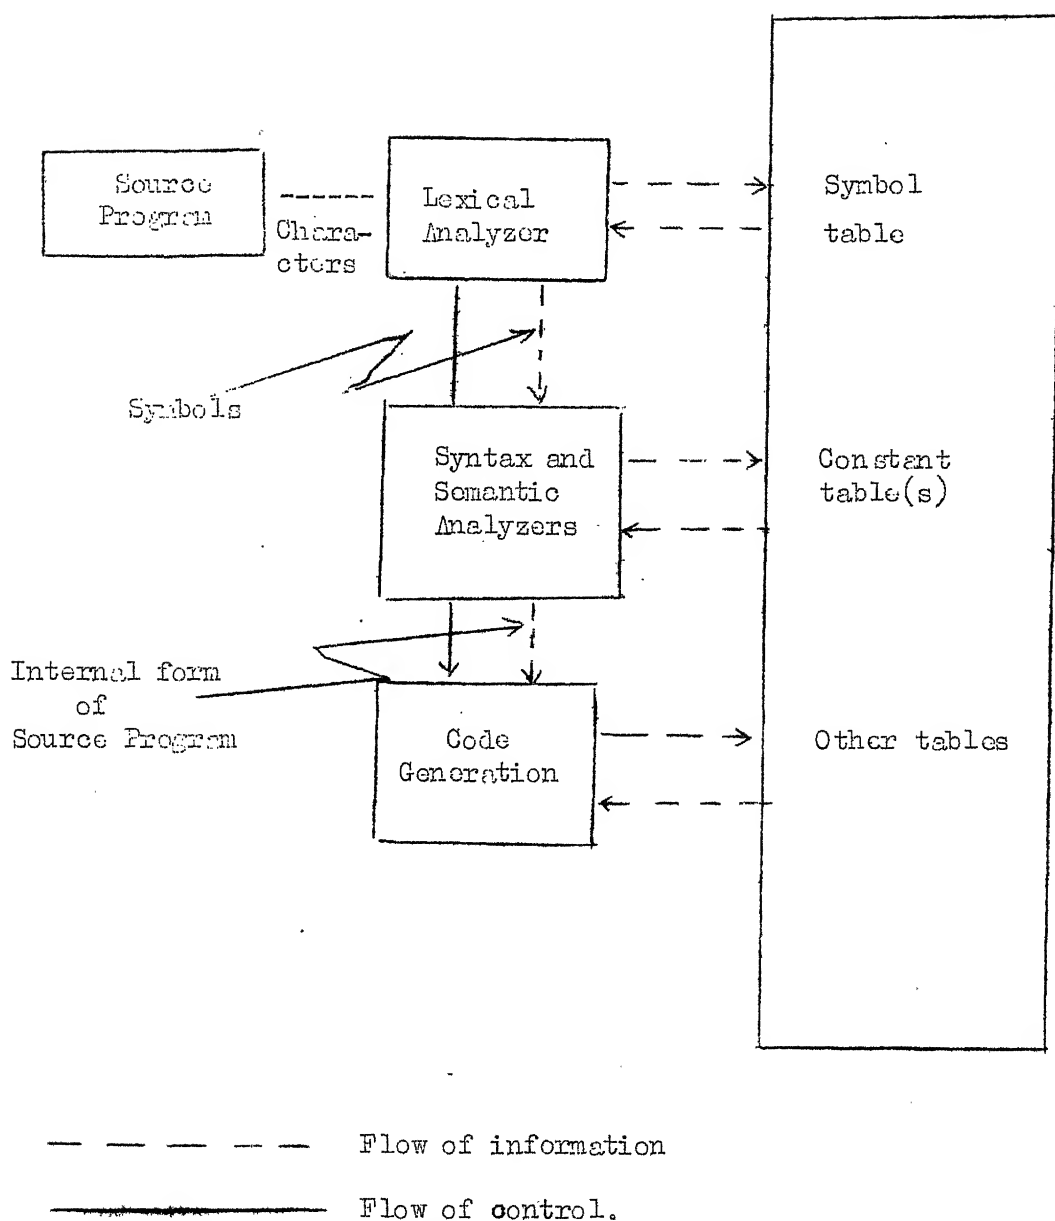 Source
Program
Chara-
cters
Lexical
Analyzer
Symbol
table
Symbols
Syntax and
Semantic
Analyzers
Constant
table(s)
Internal form
of
Source Program
Code
Generation
Other tables
Flow of information
Flow of control.